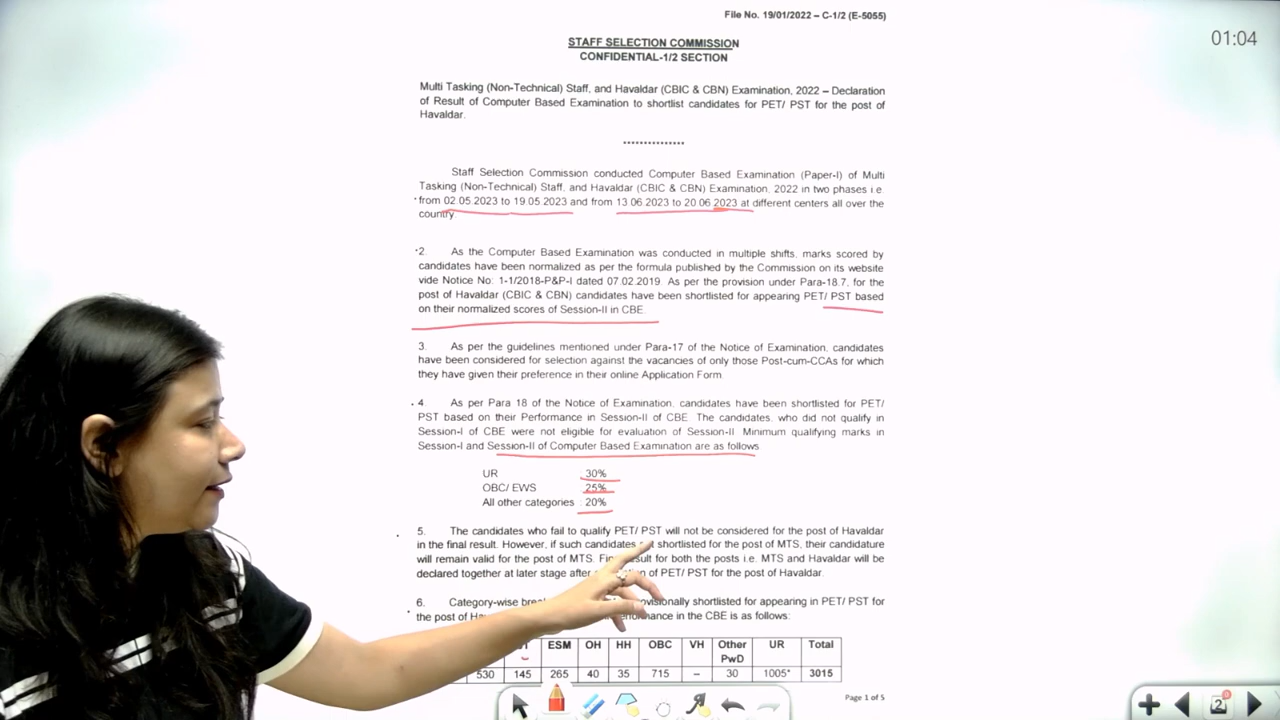 File No. 19/01/2022 – C-1/2 (E-5055)
01:04
STAFF SELECTION COMMISSION
CONFIDENTIAL-1/2 SECTION
Multi Tasking (Non-Technical) Staff, and Havaldar (CBIC & CBN) Examination, 2022 – Declaration
of Result of Computer Based Examination to shortlist candidates for PET/ PST for the post of
Havaldar.
***************
Staff Selection Commission conducted Computer Based Examination (Paper-I) of Multi
Tasking (Non-Technical) Staff, and Havaldar (CBIC & CBN) Examination, 2022 in two phases i.e.
from 02.05.2023 to 19.05.2023 and from 13.06.2023 to 20.06.2023 at different centers all over the
country.
2. As the Computer Based Examination was conducted in multiple shifts, marks scored by
candidates have been normalized as per the formula published by the Commission on its website
vide Notice No: 1-1/2018-P&P-I dated 07.02.2019. As per the provision under Para-18.7, for the
post of Havaldar (CBIC & CBN) candidates have been shortlisted for appearing PET/ PST based
on their normalized scores of Session-II in CBE.
3. As per the guidelines mentioned under Para-17 of the Notice of Examination, candidates
have been considered for selection against the vacancies of only those Post-cum-CCAs for which
they have given their preference in their online Application Form.
4. As per Para 18 of the Notice of Examination, candidates have been shortlisted for PET/
PST based on their Performance in Session-II of CBE. The candidates, who did not qualify in
Session-I of CBE were not eligible for evaluation of Session-II. Minimum qualifying marks in
Session-I and Session-II of Computer Based Examination are as follows
UR : 30%
OBC/ EWS : 25%
All other categories : 20%
5. The candidates who fail to qualify PET/ PST will not be considered for the post of Havaldar
in the final result. However, if such candidates shortlisted for the post of MTS, their candidature
will remain valid for the post of MTS. result for both the posts i.e. MTS and Havaldar will be
declared together at later stage after of PET/ PST for the post of Havaldar.
6. Category-wise shortlisted for appearing in PET/ PST for
the post of in the CBE is as follows:
ESM OH HH OBC VH Other PwD UR Total
530 145 265 40 35 715 -- 30 1005* 3015
Page 1 of 5
2